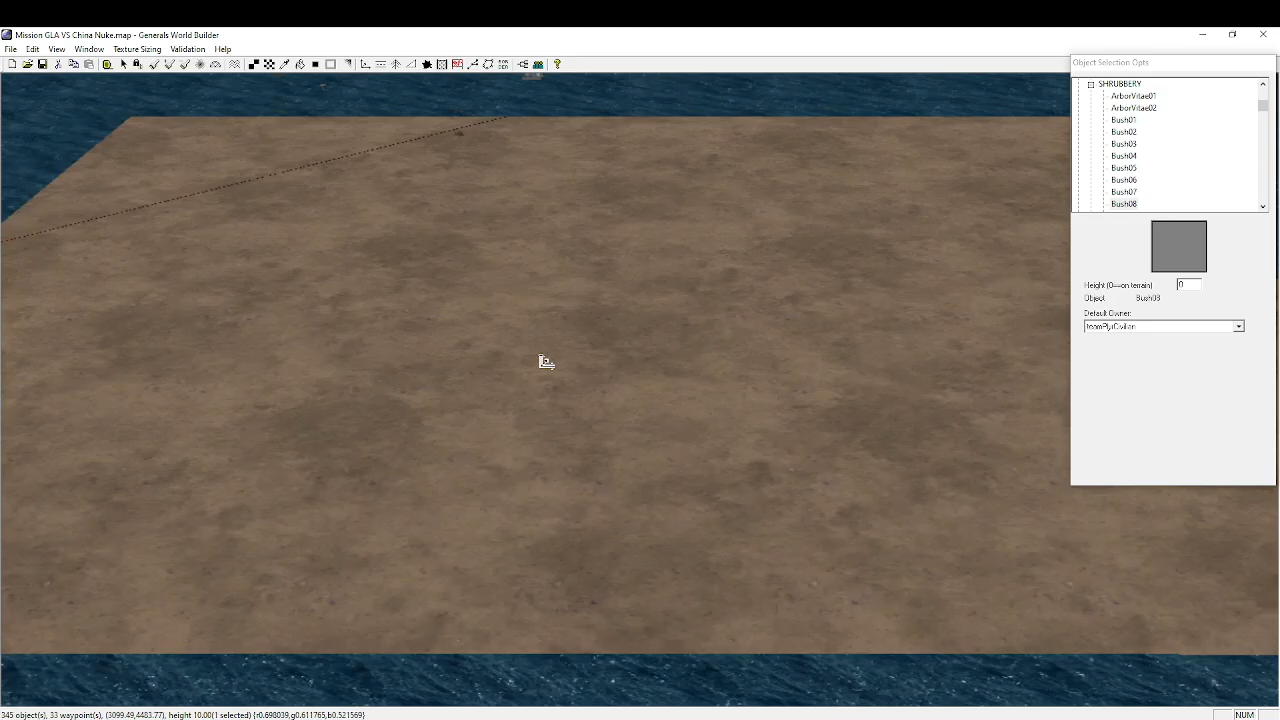 Mission GLA VS China Nuke.map - Generals World Builder
File Edit View Window Texture Sizing Validation Help
Object Selection Opts
SHRUBBERY
ArborVitae01
ArborVitae02
Bush01
Bush02
Bush03
Bush04
Bush05
Bush06
Bush07
Bush08
Height (0==on terrain) 0
Object Bush08
Default Owner:
teamPlyrCivilian
345 object(s), 33 waypoint(s), (3099.49,4483.77), height 10.00(1 selected) {r0.698039,g0.611765,b0.521569}
NUM